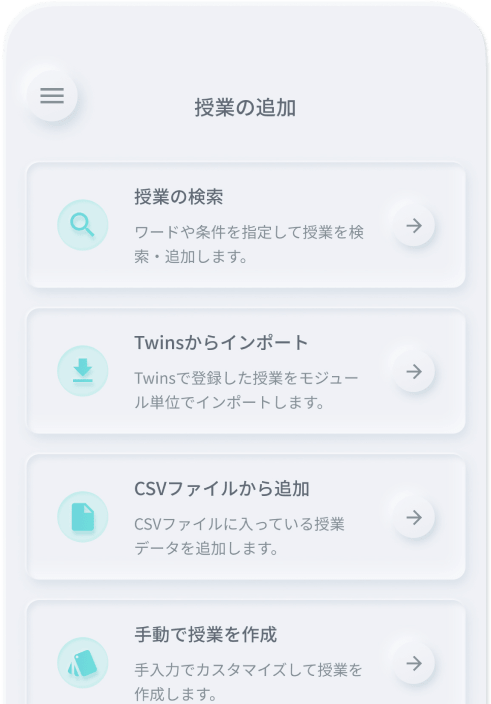 授業の追加
授業の検索
ワードや条件を指定して授業を検
索・追加します。
Twinsからインポート
Twinsで登録した授業をモジュー
ル単位でインポートします。
CSVファイルから追加
CSVファイルに入っている授業
データを追加します。
手動で授業を作成
手入力でカスタマイズして授業を
作成します。